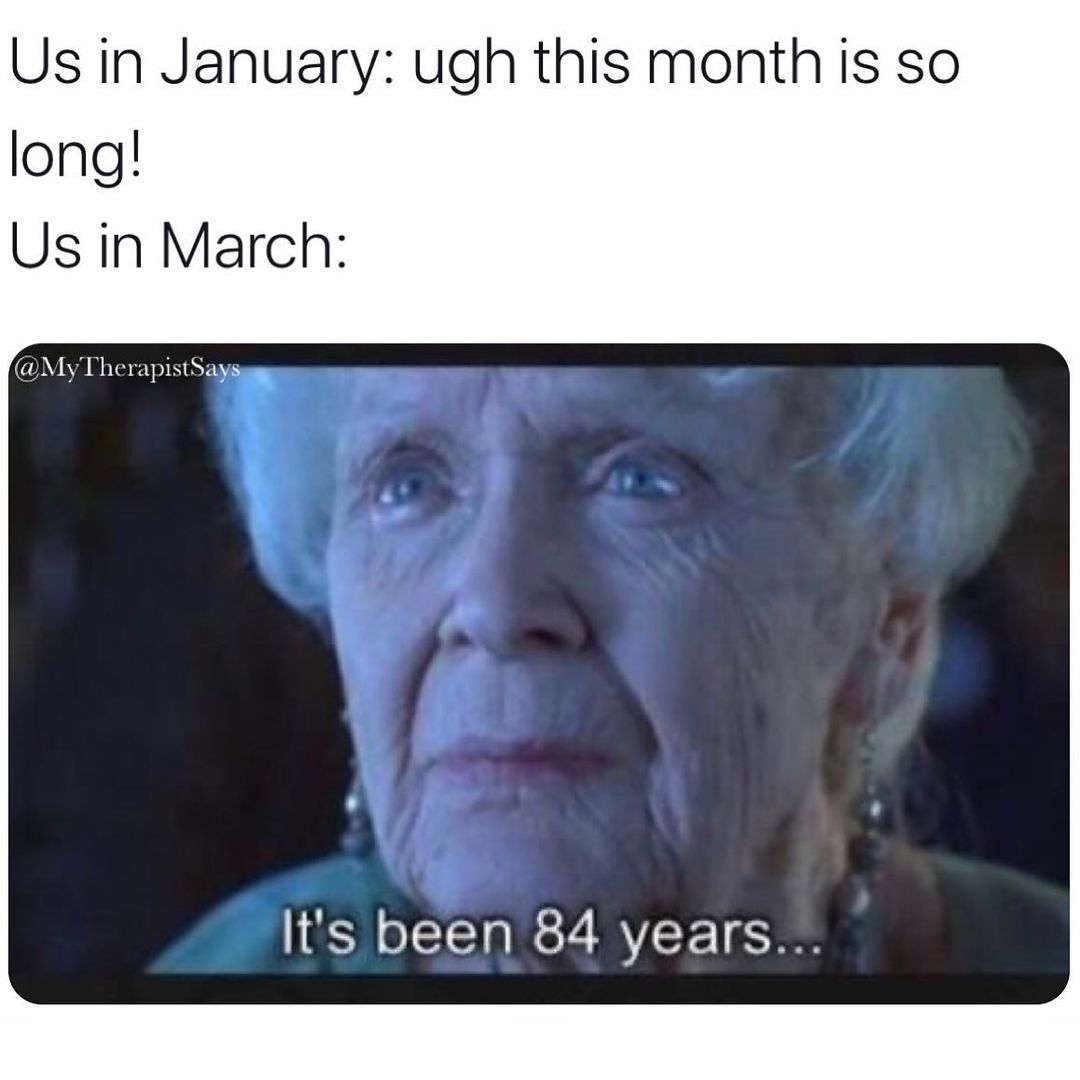 Us in January: ugh this month is so
long!
Us in March:
@MyTherapistSays
It's been 84 years...